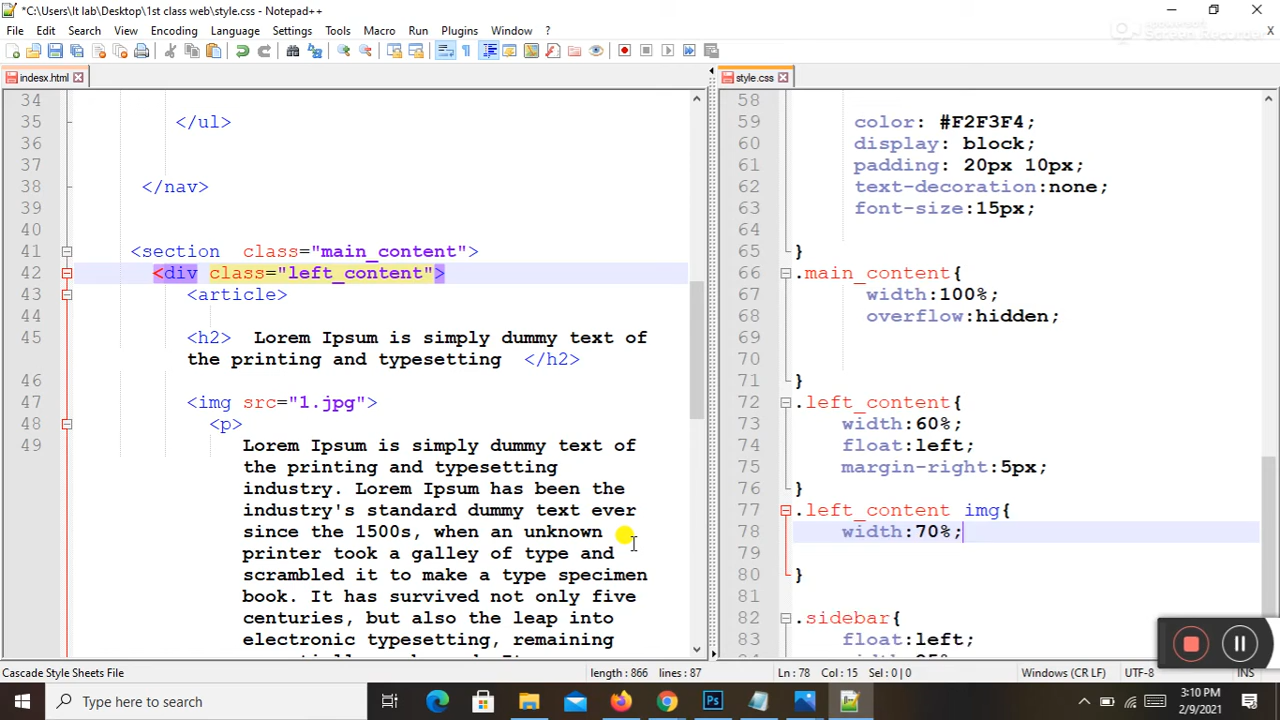 *C:\Users\It lab\Desktop\1st class web\style.css - Notepad++
File Edit Search View Encoding Language Settings Tools Macro Run Plugins Window ? X
indesx.html
34
35 </ul>
36
37
38 </nav>
39
40
41 <section class="main_content">
42 <div class="left_content">
43 <article>
44
45 <h2> Lorem Ipsum is simply dummy text of
the printing and typesetting </h2>
46
47 <img src="1.jpg">
48 <p>
49 Lorem Ipsum is simply dummy text of
the printing and typesetting
industry. Lorem Ipsum has been the
industry's standard dummy text ever
since the 1500s, when an unknown
printer took a galley of type and
scrambled it to make a type specimen
book. It has survived not only five
centuries, but also the leap into
electronic typesetting, remaining
style.css
58
59 color: #F2F3F4;
60 display: block;
61 padding: 20px 10px;
62 text-decoration:none;
63 font-size:15px;
64
65 }
66 .main_content{
67 width:100%;
68 overflow:hidden;
69
70
71 }
72 .left_content{
73 width:60%;
74 float:left;
75 margin-right:5px;
76 }
77 .left_content img{
78 width:70%;
79
80 }
81
82 .sidebar{
83 float:left;
Cascade Style Sheets File length : 866 lines : 87 Ln : 78 Col : 15 Sel : 0 | 0 Windows (CR LF) UTF-8 INS
Type here to search
3:10 PM
2/9/2021